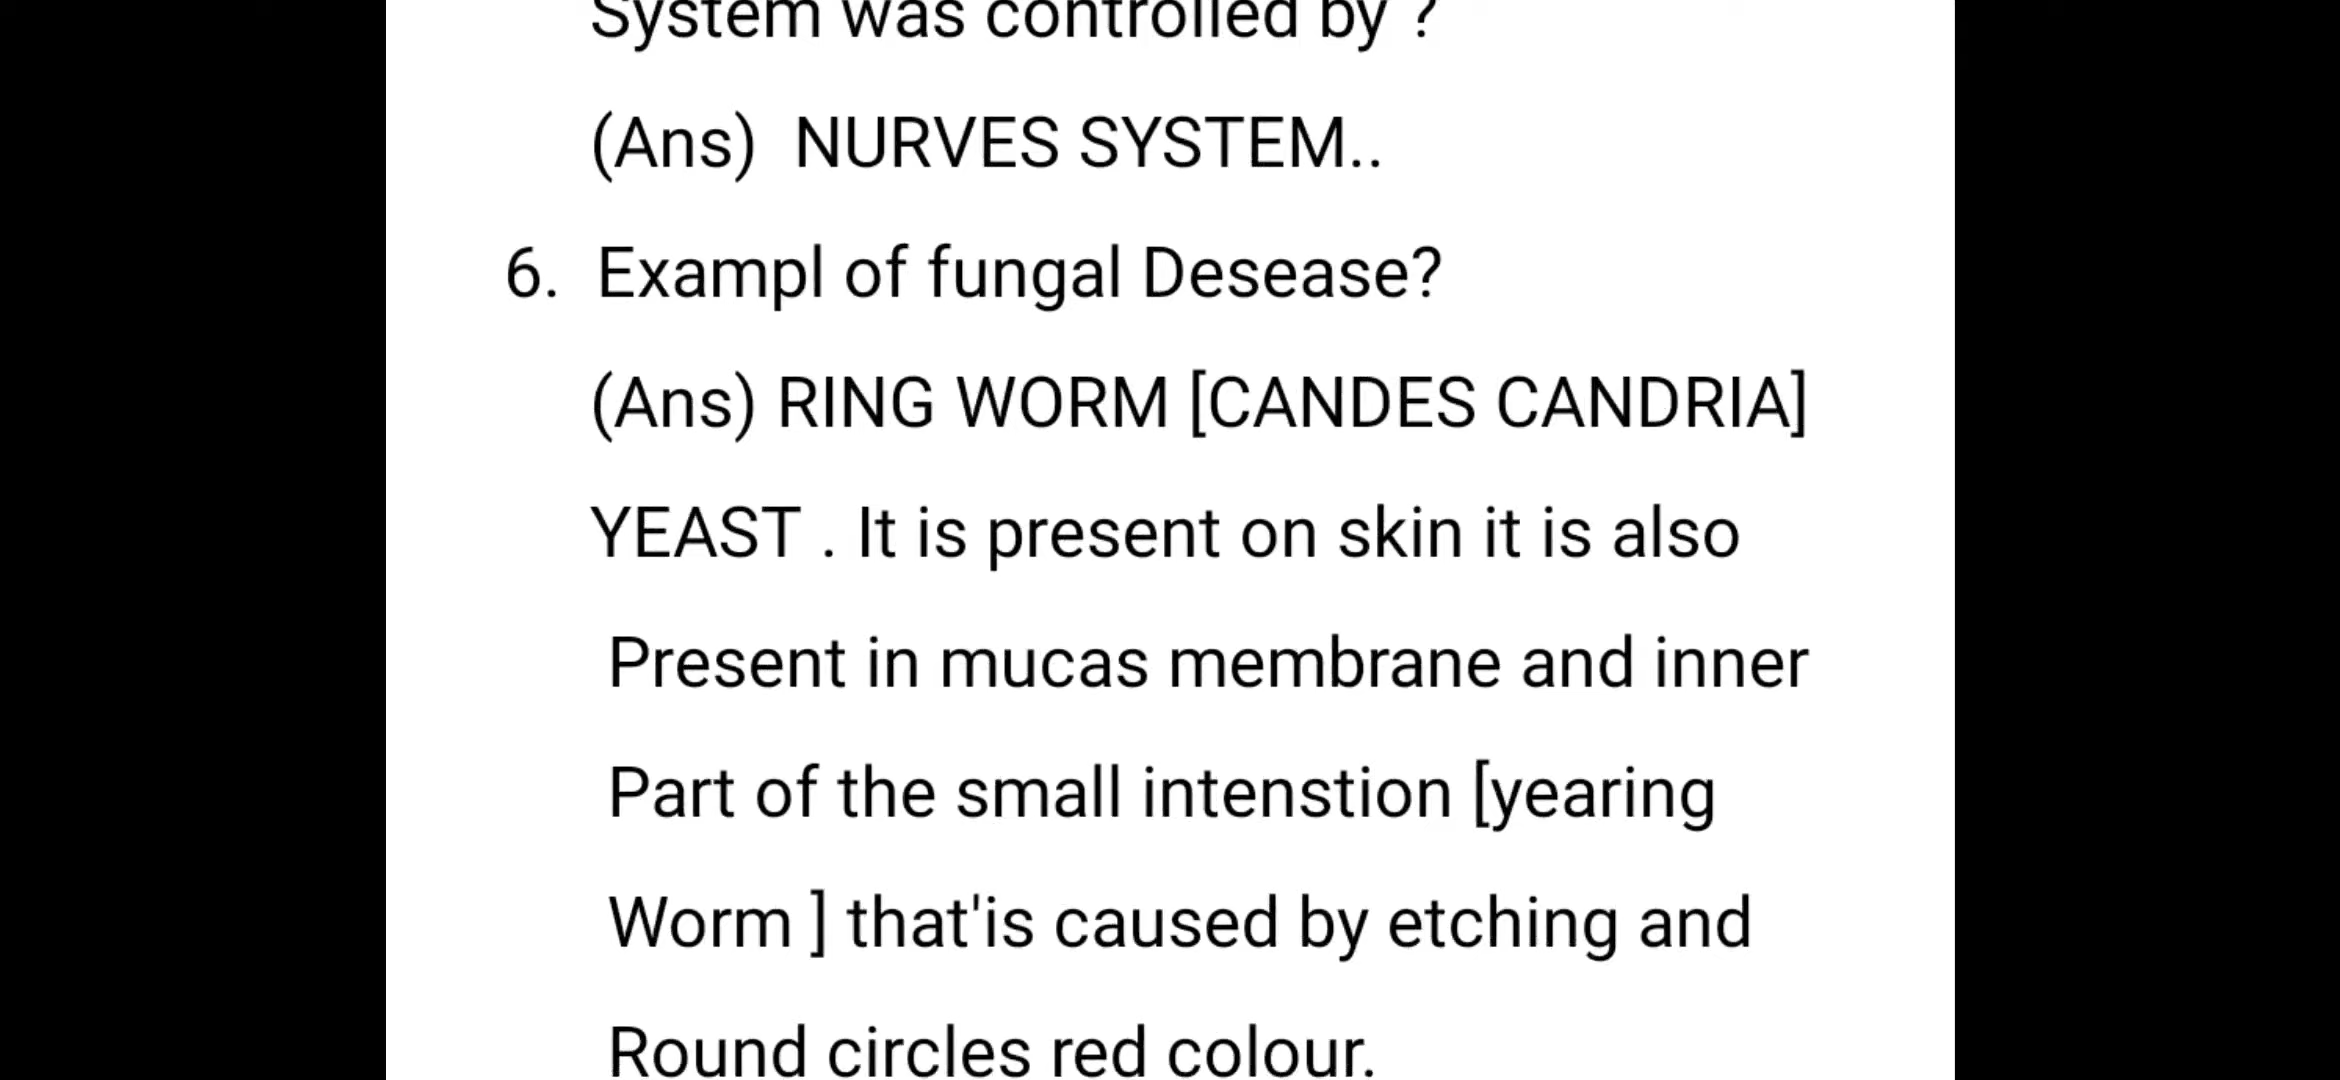 System was controlled by ?
(Ans) NURVES SYSTEM..
6. Exampl of fungal Desease?
(Ans) RING WORM [CANDES CANDRIA]
YEAST . It is present on skin it is also
Present in mucas membrane and inner
Part of the small intenstion [yearing
Worm ] that'is caused by etching and
Round circles red colour.